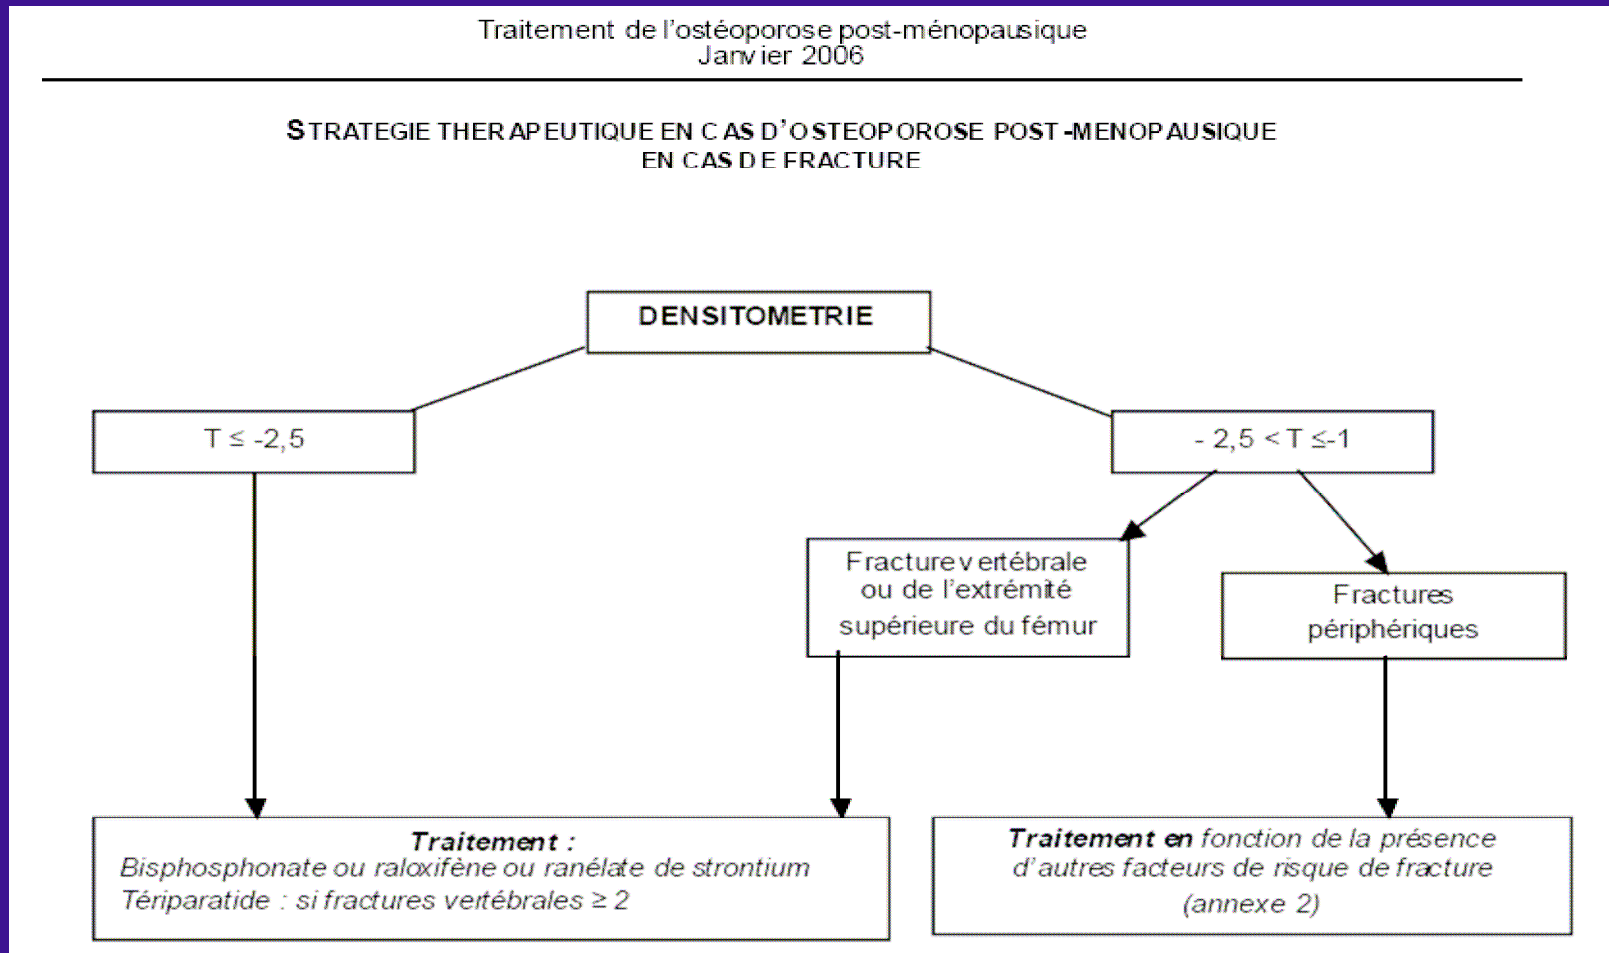 Traitement de l'ostéoporose post-ménopausique
Janvier 2006
STRATEGIE THERAPEUTIQUE EN CAS D'OSTEOPOROSE POST-MENOPAUSIQUE
EN CAS DE FRACTURE
DENSITOMETRIE
T ≤ -2,5
- 2,5 < T ≤-1
Fracture vertébrale
ou de l'extrémité
supérieure du fémur
Fractures
périphériques
Traitement :
Bisphosphonate ou raloxifène ou ranélate de strontium
Tériparatide : si fractures vertébrales ≥ 2
Traitement en fonction de la présence
d'autres facteurs de risque de fracture
(annexe 2)